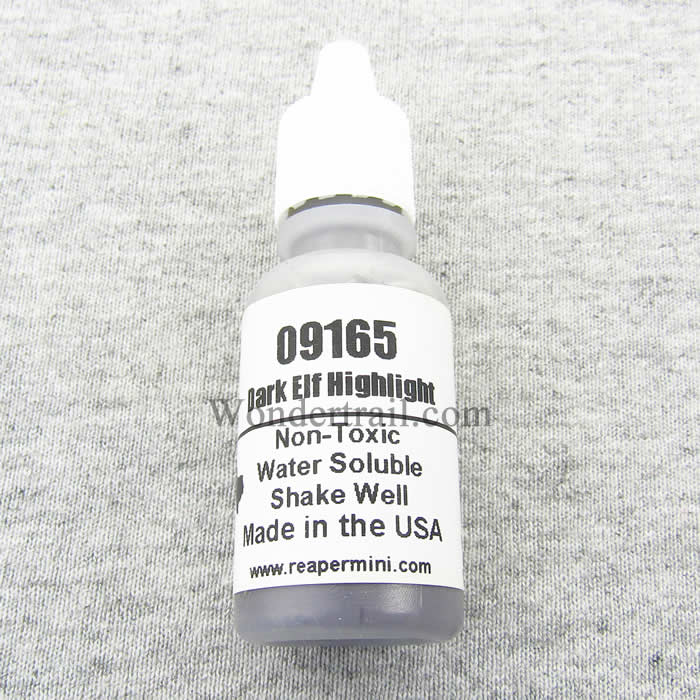 09165
Dark Elf Highlight
Wondertrail.com
Non-Toxic
Water Soluble
Shake Well
Made in the USA
www.reapermini.com